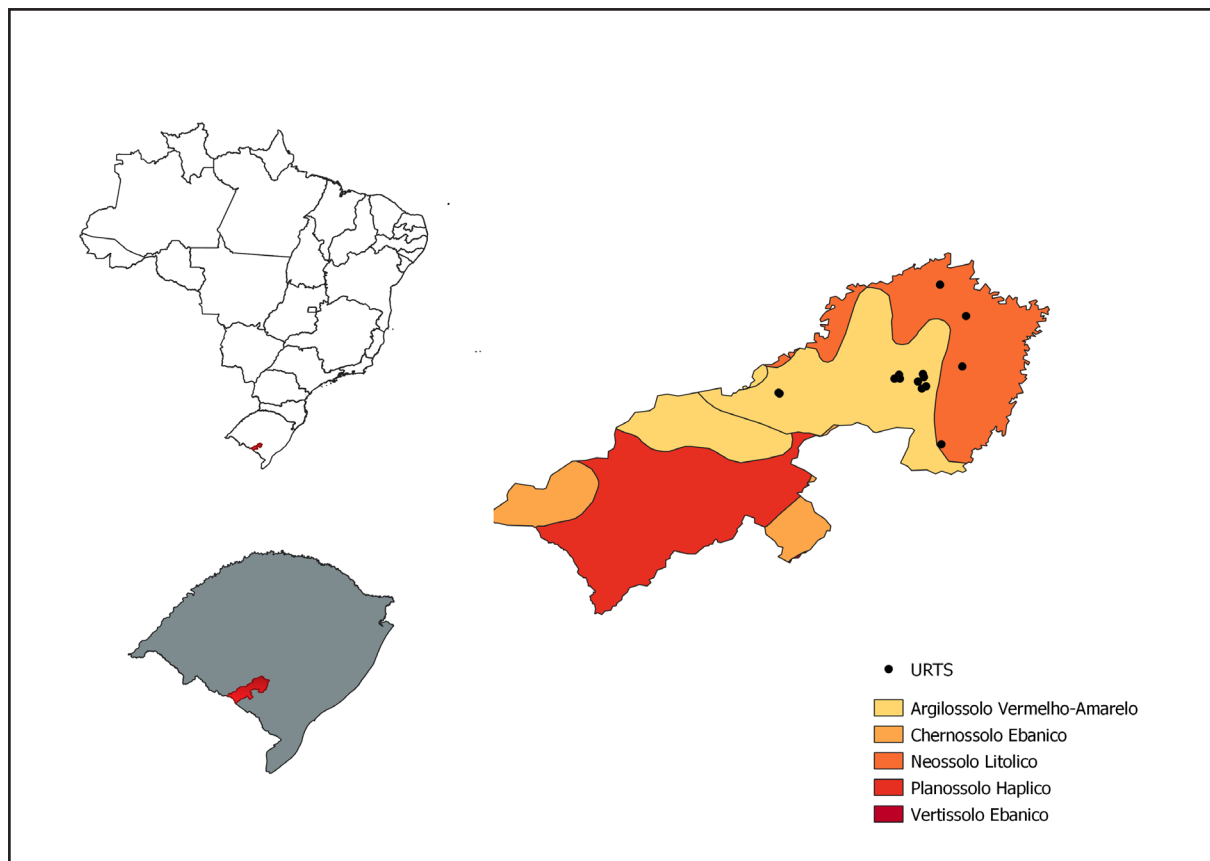 URTS
Argilossolo Vermelho-Amarelo
Chernossolo Ebanico
Neossolo Litolico
Planossolo Haplico
Vertissolo Ebanico